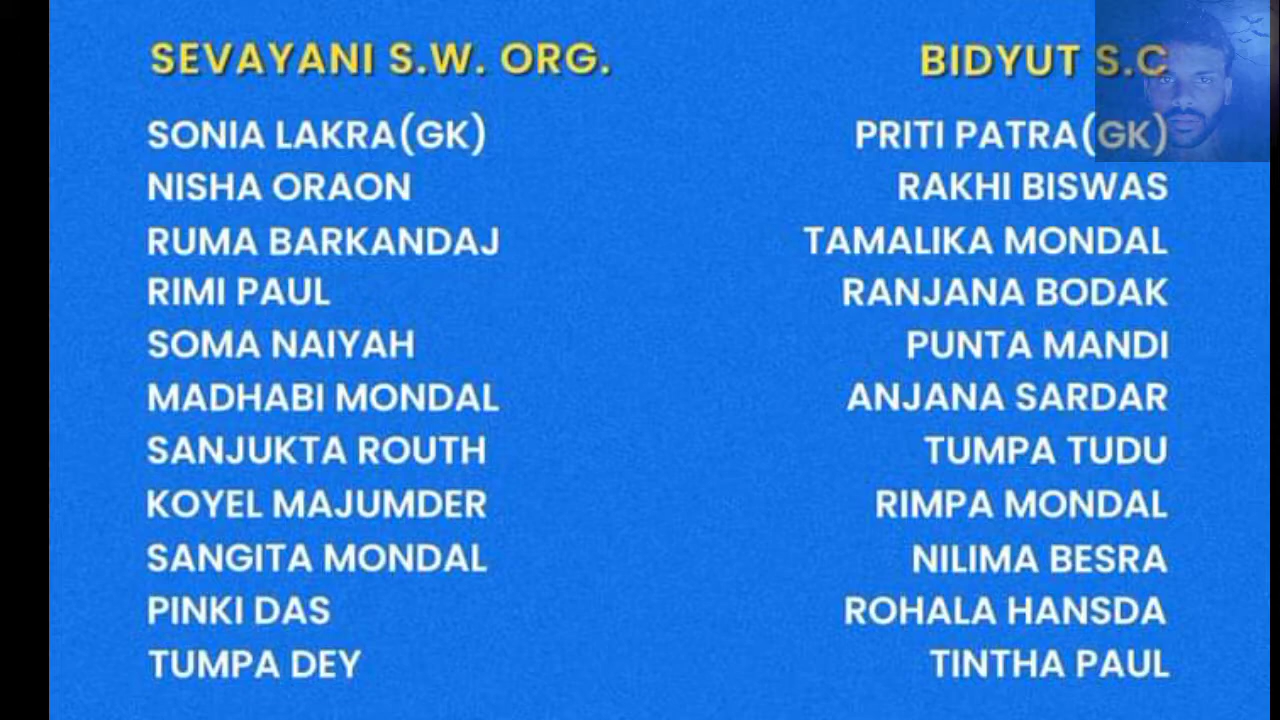 SEVAYANI S.W. ORG.
SONIA LAKRA(GK)
NISHA ORAON
RUMA BARKANDAJ
RIMI PAUL
SOMA NAIYAH
MADHABI MONDAL
SANJUKTA ROUTH
KOYEL MAJUMDER
SANGITA MONDAL
PINKI DAS
TUMPA DEY
BIDYUT S.C
PRITI PATRA(GK)
RAKHI BISWAS
TAMALIKA MONDAL
RANJANA BODAK
PUNTA MANDI
ANJANA SARDAR
TUMPA TUDU
RIMPA MONDAL
NILIMA BESRA
ROHALA HANSDA
TINTHA PAUL